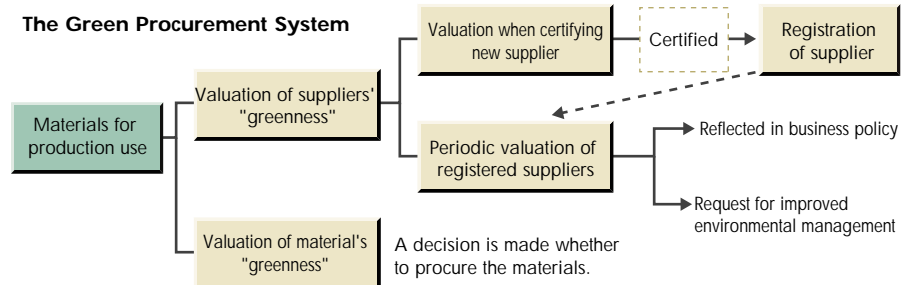 The Green Procurement System
Materials for
production use
Valuation of suppliers'
"greenness"
Valuation when certifying
new supplier
Certified
Registration
of supplier
Periodic valuation of
registered suppliers
Reflected in business policy
Request for improved
environmental management
Valuation of material's
"greenness"
A decision is made whether
to procure the materials.